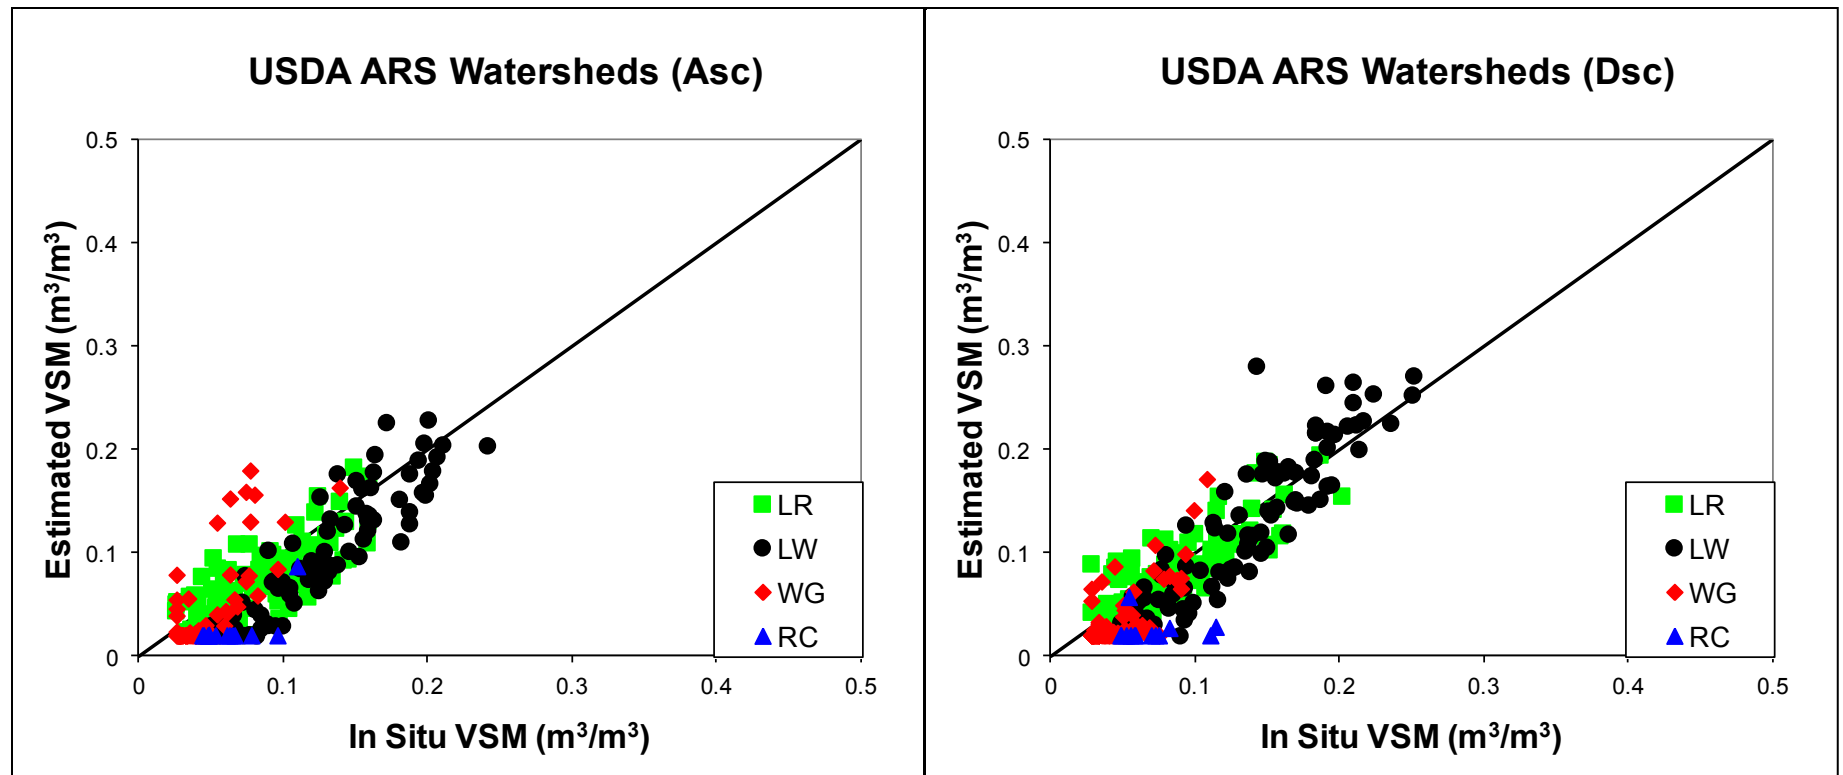 USDA ARS Watersheds (Asc)
Estimated VSM (m³/m³)
0.5
0.4
0.3
0.2
0.1
0
0 0.1 0.2 0.3 0.4 0.5
In Situ VSM (m³/m³)
LR
LW
WG
RC
USDA ARS Watersheds (Dsc)
Estimated VSM (m³/m³)
0.5
0.4
0.3
0.2
0.1
0
0 0.1 0.2 0.3 0.4 0.5
In Situ VSM (m³/m³)
LR
LW
WG
RC